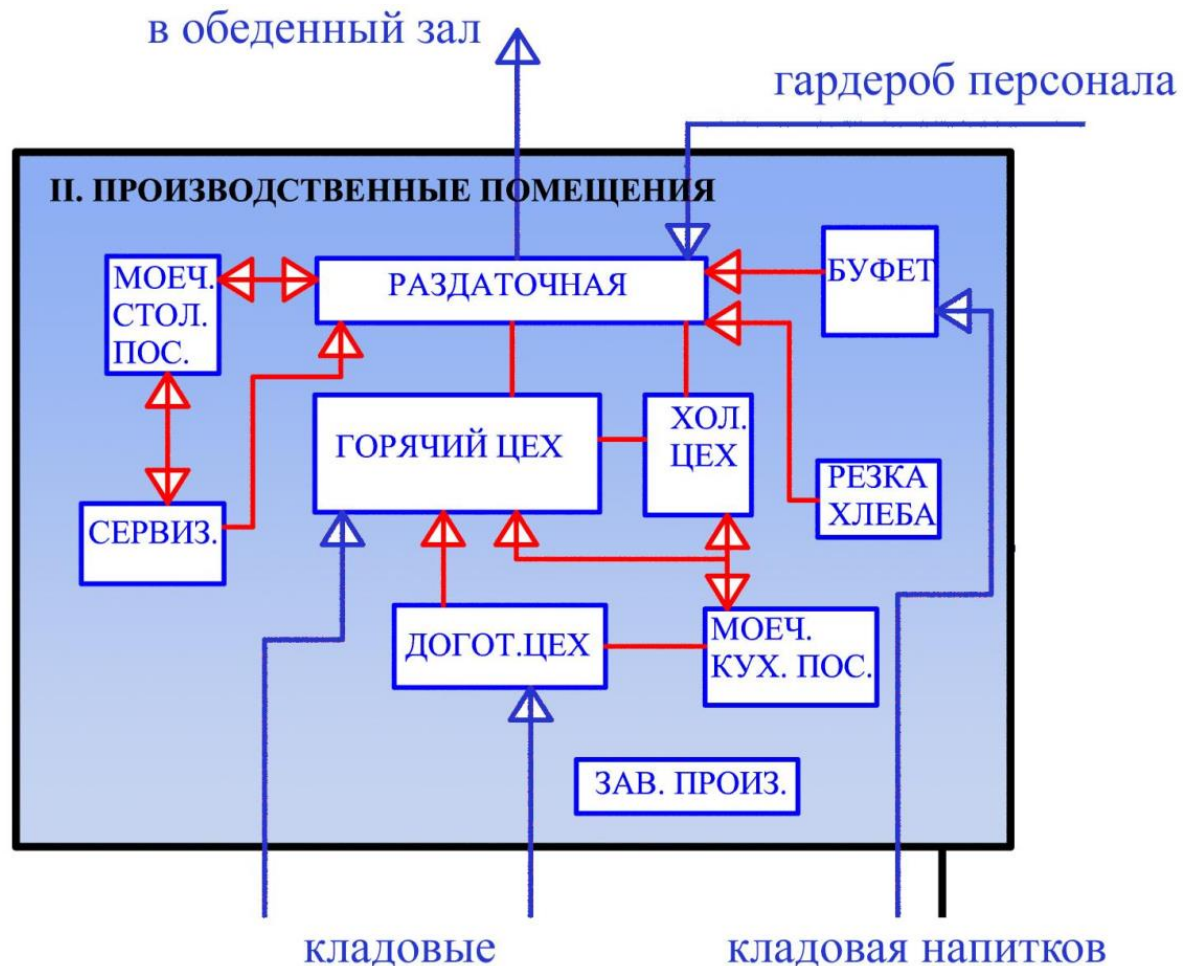 в обеденный зал
гардероб персонала
II. ПРОИЗВОДСТВЕННЫЕ ПОМЕЩЕНИЯ
МОЕЧ.
СТОЛ.
ПОС.
РАЗДАТОЧНАЯ
БУФЕТ
ГОРЯЧИЙ ЦЕХ
ХОЛ.
ЦЕХ
РЕЗКА
ХЛЕБА
СЕРВИЗ.
ДОГОТ.ЦЕХ
МОЕЧ.
КУХ. ПОС.
ЗАВ. ПРОИЗ.
кладовые
кладовая напитков